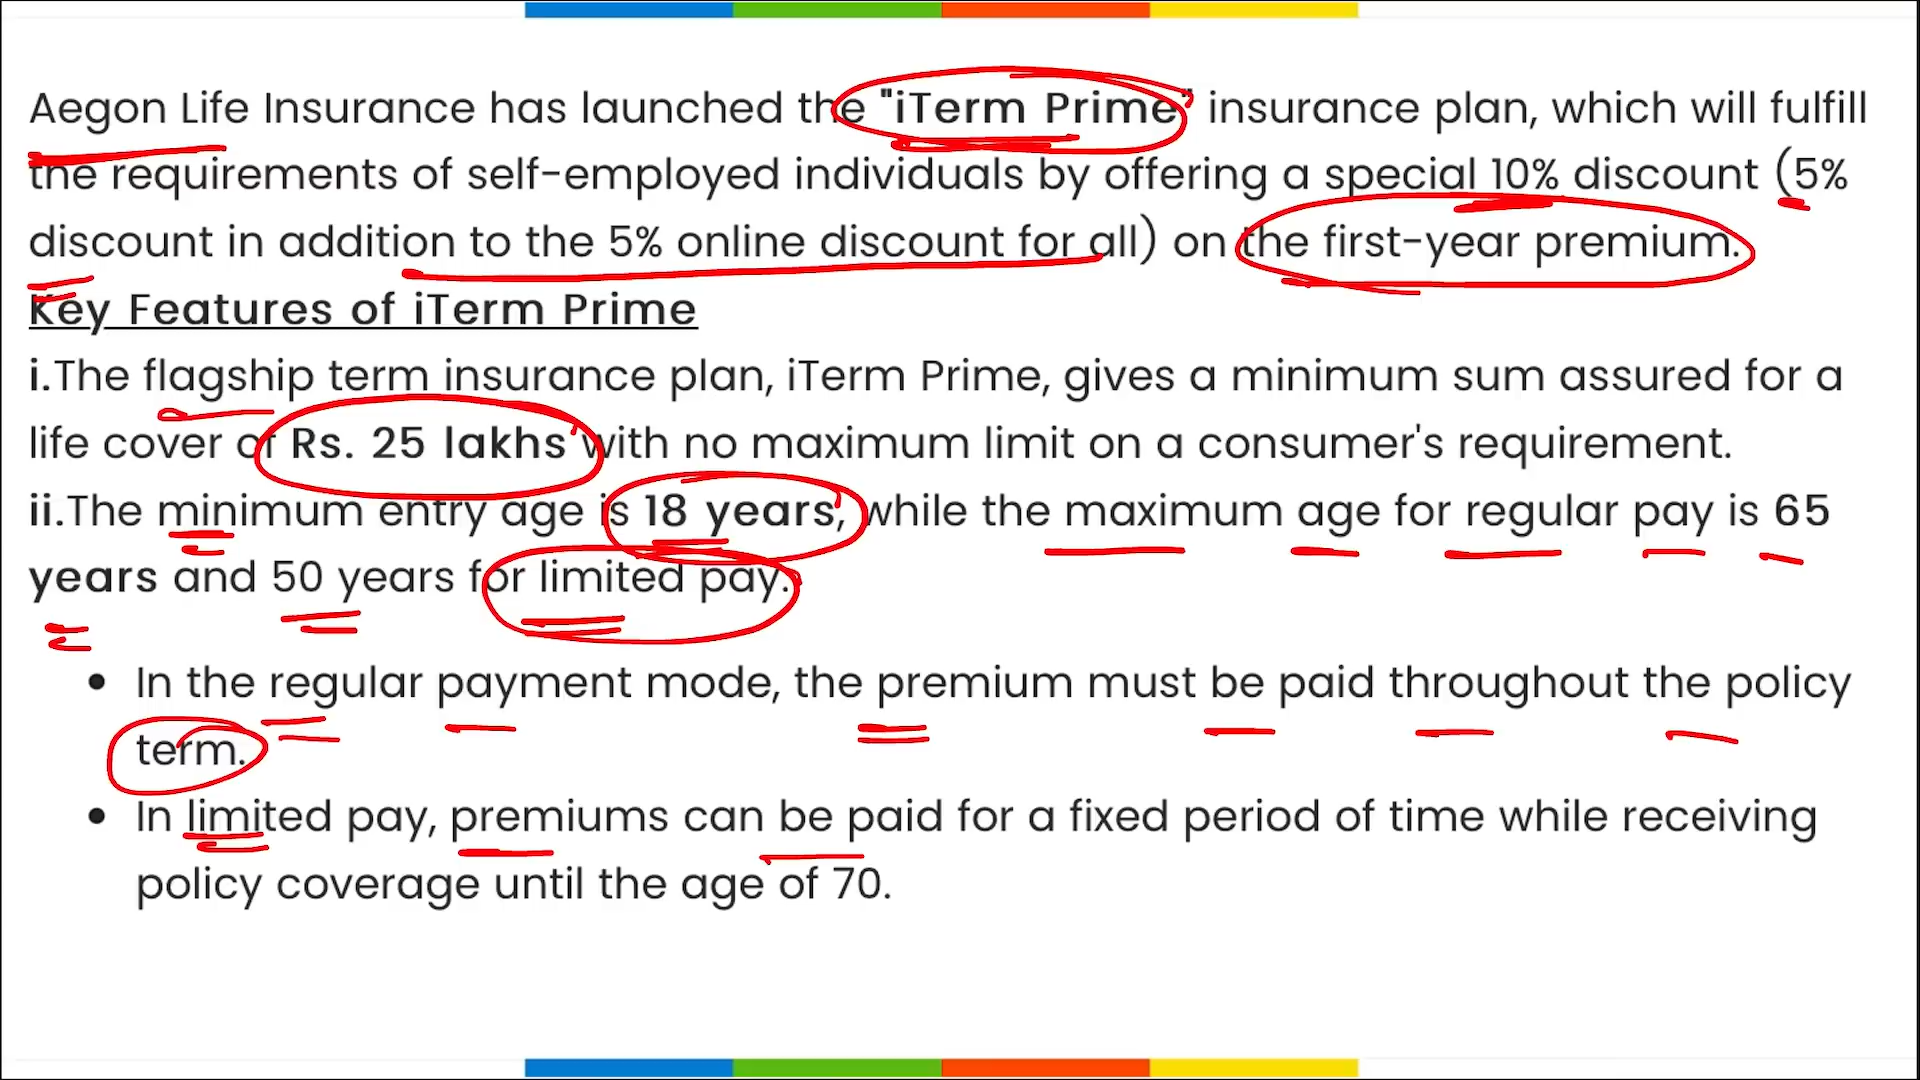 Aegon Life Insurance has launched the "iTerm Prime" insurance plan, which will fulfill
the requirements of self-employed individuals by offering a special 10% discount (5%
discount in addition to the 5% online discount for all) on the first-year premium.
Key Features of iTerm Prime
i.The flagship term insurance plan, iTerm Prime, gives a minimum sum assured for a
life cover of Rs. 25 lakhs with no maximum limit on a consumer's requirement.
ii.The minimum entry age is 18 years, while the maximum age for regular pay is 65
years and 50 years for limited pay.
• In the regular payment mode, the premium must be paid throughout the policy
term.
• In limited pay, premiums can be paid for a fixed period of time while receiving
policy coverage until the age of 70.